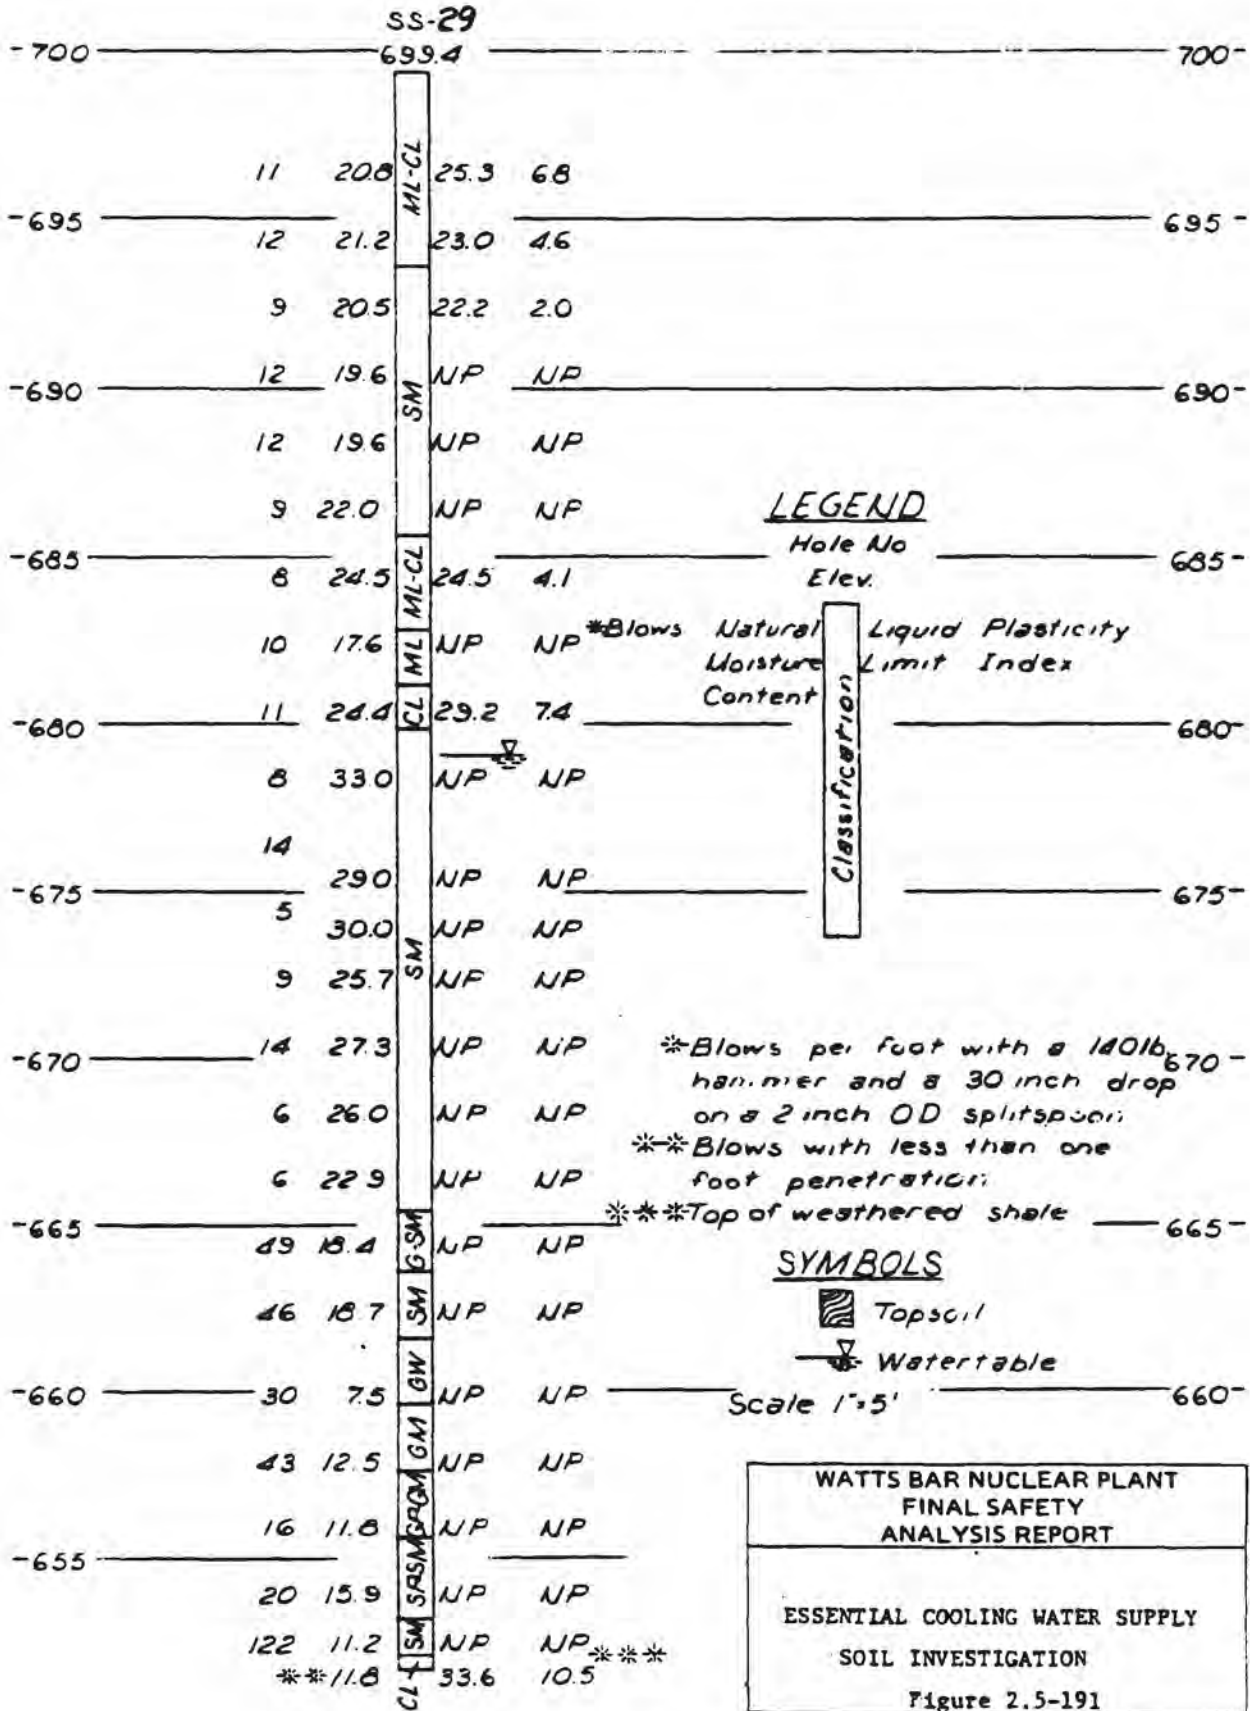 SS-29
-700 699.4 700-
11 20.8 ML-CL 25.3 6.8
-695 695-
12 21.2 23.0 4.6
9 20.5 22.2 2.0
12 19.6 SM NP NP
-690 690-
12 19.6 NP NP
9 22.0 NP NP
LEGEND
Hole No
-685 685-
8 24.5 ML-CL 24.5 4.1
Elev.
10 17.6 ML NP NP
*Blows Natural Liquid Plasticity
Moisture Limit Index
Content
Classification
11 24.4 CL 29.2 7.4
-680 680-
8 33.0 NP NP
14
29.0 NP NP
-675 675-
5
30.0 NP NP
9 25.7 SM NP NP
14 27.3 NP NP
-670 670-
*Blows per foot with a 140lb
hammer and a 30 inch drop
on a 2 inch OD splitspoon
6 26.0 NP NP
**Blows with less than one
foot penetration
6 22.9 NP NP
***Top of weathered shale
-665 665-
49 18.4 G-SM NP NP
SYMBOLS
46 18.7 SM NP NP
Topsoil
Watertable
-660 30 7.5 GW NP NP 660-
Scale 1"=5'
43 12.5 GM NP NP
16 11.8 GP-GM NP NP
-655
20 15.9 SP-SM NP NP
122 11.2 SM NP NP ***
**11.8 CL 33.6 10.5
WATTS BAR NUCLEAR PLANT
FINAL SAFETY
ANALYSIS REPORT
ESSENTIAL COOLING WATER SUPPLY
SOIL INVESTIGATION
Figure 2.5-191